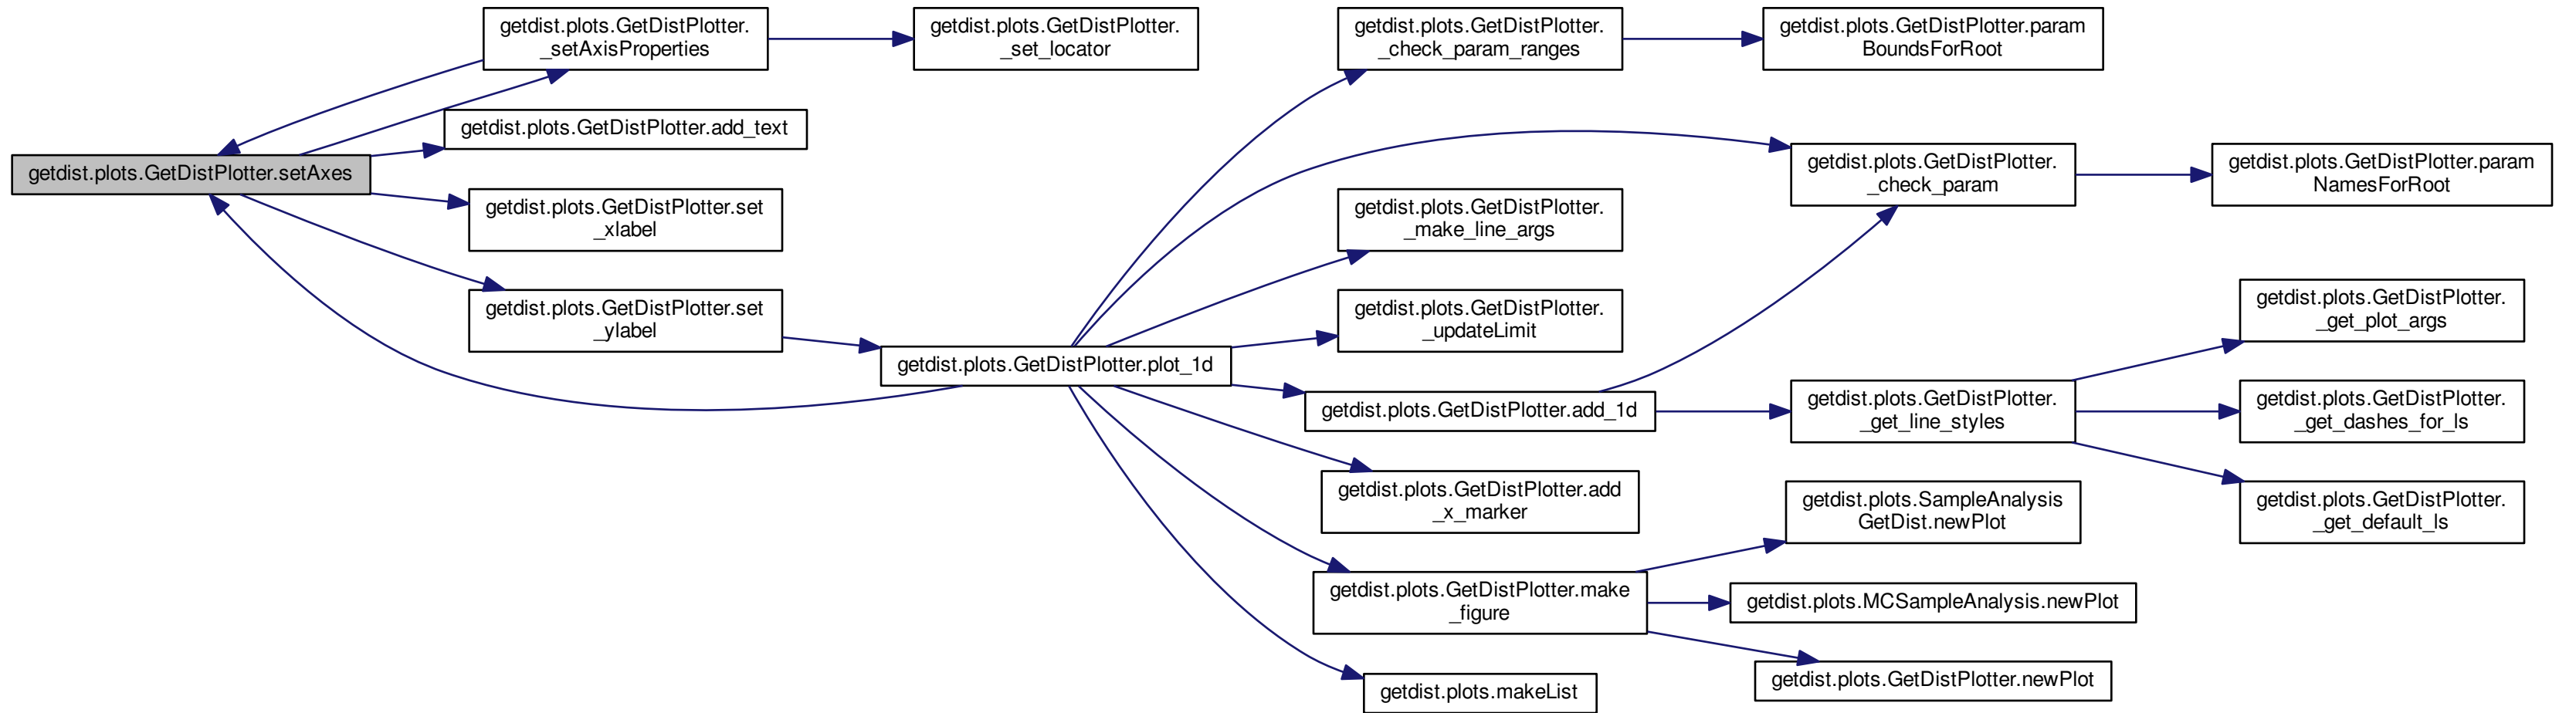 getdist.plots.GetDistPlotter.setAxes
getdist.plots.GetDistPlotter.
_setAxisProperties
getdist.plots.GetDistPlotter.
_set_locator
getdist.plots.GetDistPlotter.add_text
getdist.plots.GetDistPlotter.set
_xlabel
getdist.plots.GetDistPlotter.set
_ylabel
getdist.plots.GetDistPlotter.plot_1d
getdist.plots.GetDistPlotter.
_check_param_ranges
getdist.plots.GetDistPlotter.param
BoundsForRoot
getdist.plots.GetDistPlotter.
_check_param
getdist.plots.GetDistPlotter.param
NamesForRoot
getdist.plots.GetDistPlotter.
_make_line_args
getdist.plots.GetDistPlotter.
_updateLimit
getdist.plots.GetDistPlotter.add_1d
getdist.plots.GetDistPlotter.
_get_line_styles
getdist.plots.GetDistPlotter.
_get_plot_args
getdist.plots.GetDistPlotter.
_get_dashes_for_ls
getdist.plots.GetDistPlotter.
_get_default_ls
getdist.plots.GetDistPlotter.add
_x_marker
getdist.plots.GetDistPlotter.make
_figure
getdist.plots.SampleAnalysis
GetDist.newPlot
getdist.plots.MCSampleAnalysis.newPlot
getdist.plots.GetDistPlotter.newPlot
getdist.plots.makeList